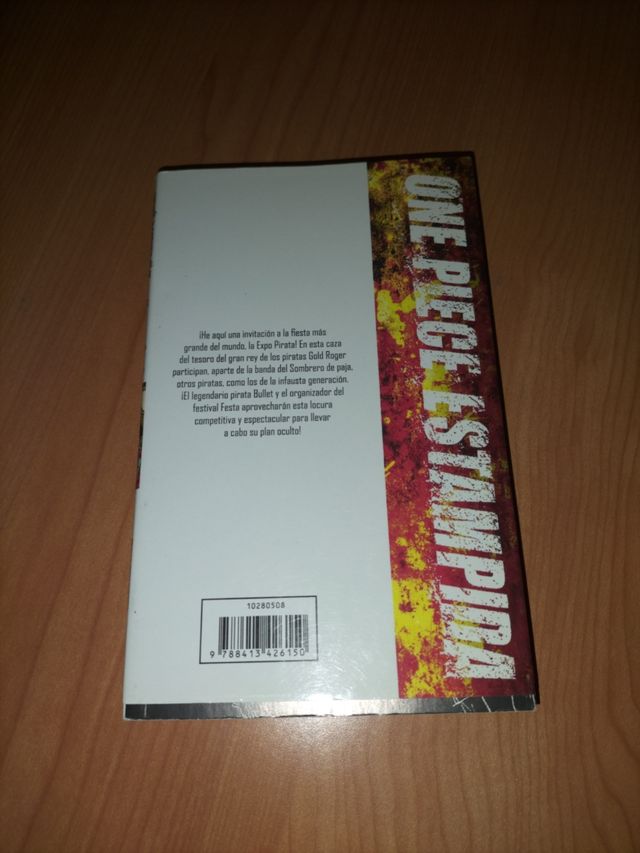 ¡He aquí una invitación a la fiesta más
grande del mundo, la Expo Pirata! En esta caza
del tesoro del gran rey de los piratas Gold Roger
participan, aparte de la banda del Sombrero de paja,
otros piratas, como los de la infausta generación.
¡El legendario pirata Bullet y el organizador del
festival Festa aprovecharán esta locura
competitiva y espectacular para llevar
a cabo su plan oculto!
10280508
9 788413 426150
ONE PIECE ESTAMPIDA